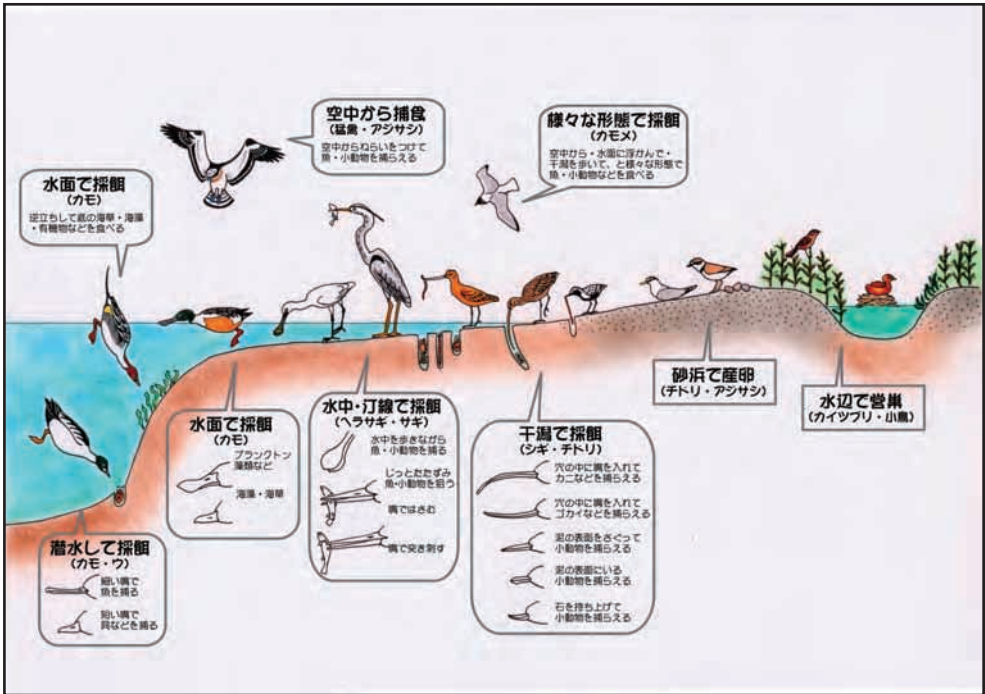 空中から捕食
(猛禽・アジサシ)
空中からねらいをつけて
魚・小動物を捕らえる
様々な形態で採餌
(カモメ)
空中から・水面に浮かんで・
干潟を歩いて、と様々な形態で
魚・小動物などを食べる
水面で採餌
(カモ)
逆立ちして底の海草・海藻
・有機物などを食べる
砂浜で産卵
(チドリ・アジサシ)
水辺で営巣
(カイツブリ・小鳥)
水面で採餌
(カモ)
プランクトン
藻類など
海藻・海草
水中・汀線で採餌
(ヘラサギ・サギ)
水中を歩きながら
魚・小動物を捕る
じっとたたずみ
魚・小動物を狙う
嘴ではさむ
嘴で突き刺す
干潟で採餌
(シギ・チドリ)
穴の中に嘴を入れて
カニなどを捕らえる
穴の中に嘴を入れて
ゴカイなどを捕らえる
泥の表面をさぐって
小動物を捕らえる
泥の表面にいる
小動物を捕らえる
石を持ち上げて
小動物を捕らえる
潜水して採餌
(カモ・ウ)
細い嘴で
魚を捕る
短い嘴で
貝などを捕る